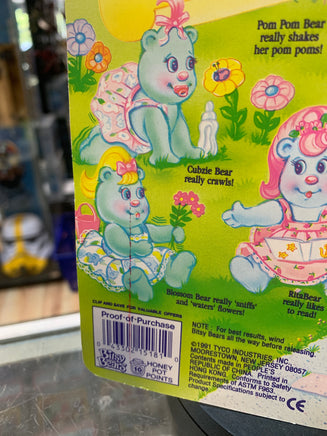 Pom Pom Bear
really shakes
her pom poms!
Cubzie Bear
really crawls!
Blossom Bear really 'sniffs'
and 'waters' flowers!
RitaBear
really likes
to read!
CLIP AND SAVE FOR VALUABLE OFFERS
Proof-of-Purchase
HONEY
POT
POINTS
10
NOTE: For best results, wind
Bitsy Bears all the way before releasing.
©1991 TYCO INDUSTRIES, INC.
MOORESTOWN, NEW JERSEY 08057
Contents made in PEOPLE'S
REPUBLIC OF CHINA. Printed in
HONG KONG. Conforms to Safety
Requirements of ASTM F963.
Product Specifications subject to
change. CE